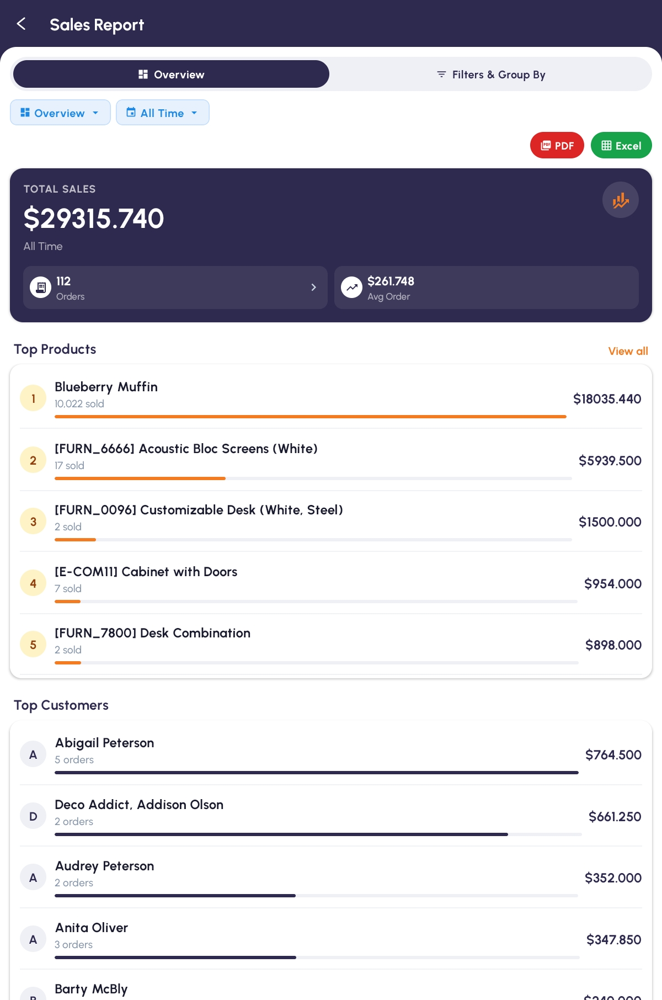 Sales Report
Overview
Filters & Group By
Overview
All Time
PDF
Excel
TOTAL SALES
$29315.740
All Time
112
Orders
$261.748
Avg Order
Top Products
View all
1
Blueberry Muffin
10,022 sold
$18035.440
2
[FURN_6666] Acoustic Bloc Screens (White)
17 sold
$5939.500
3
[FURN_0096] Customizable Desk (White, Steel)
2 sold
$1500.000
4
[E-COM11] Cabinet with Doors
7 sold
$954.000
5
[FURN_7800] Desk Combination
2 sold
$898.000
Top Customers
A
Abigail Peterson
5 orders
$764.500
D
Deco Addict, Addison Olson
2 orders
$661.250
A
Audrey Peterson
2 orders
$352.000
A
Anita Oliver
3 orders
$347.850
Barty McBly